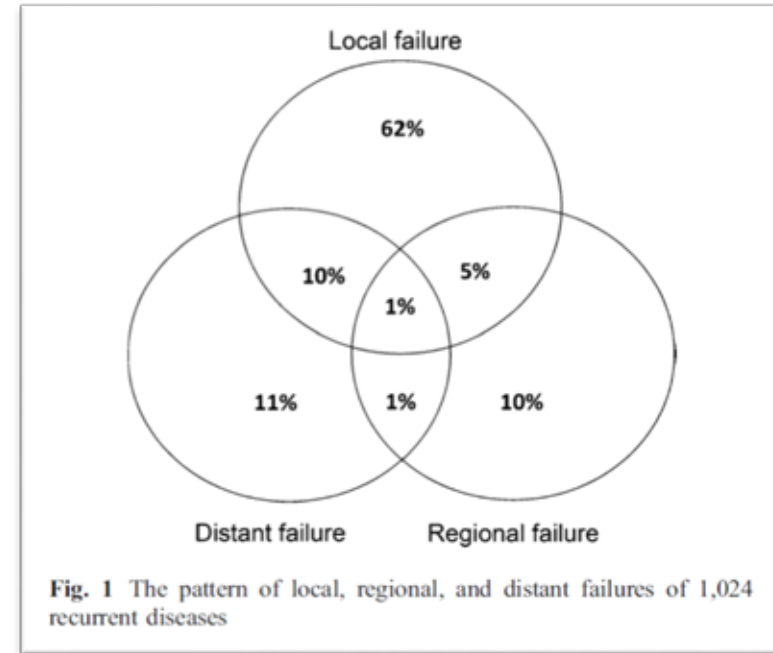 Local failure
62%
10%
5%
1%
11%
1%
10%
Distant failure
Regional failure
Fig. 1 The pattern of local, regional, and distant failures of 1,024
recurrent diseases